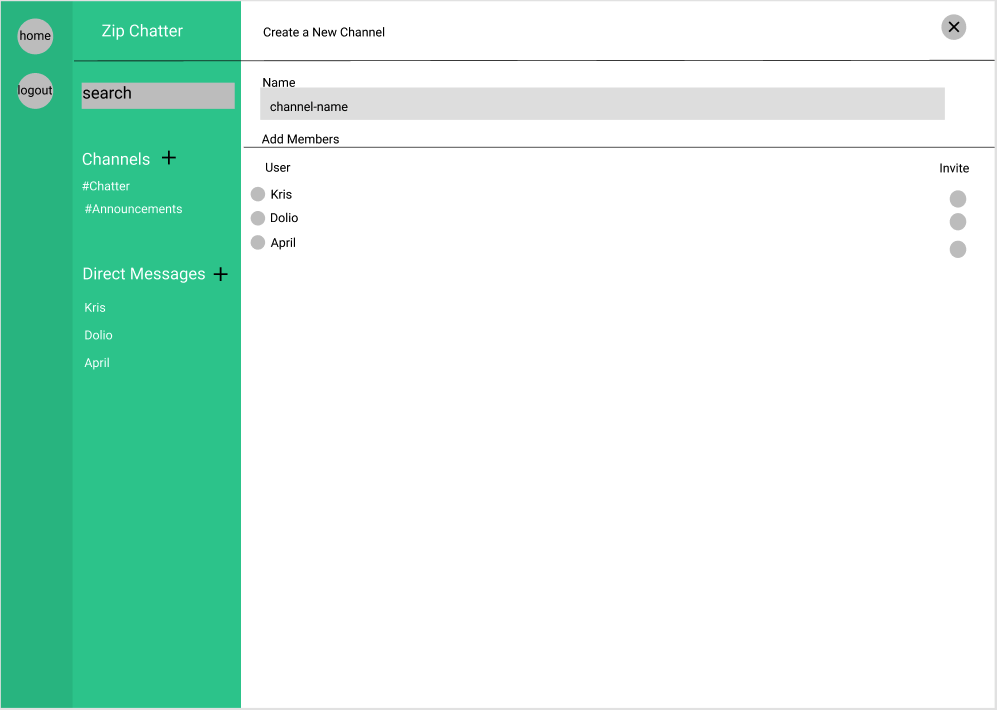 home
logout
Zip Chatter
search
Channels +
#Chatter
#Announcements
Direct Messages +
Kris
Dolio
April
Create a New Channel
Name
channel-name
Add Members
User Invite
Kris
Dolio
April